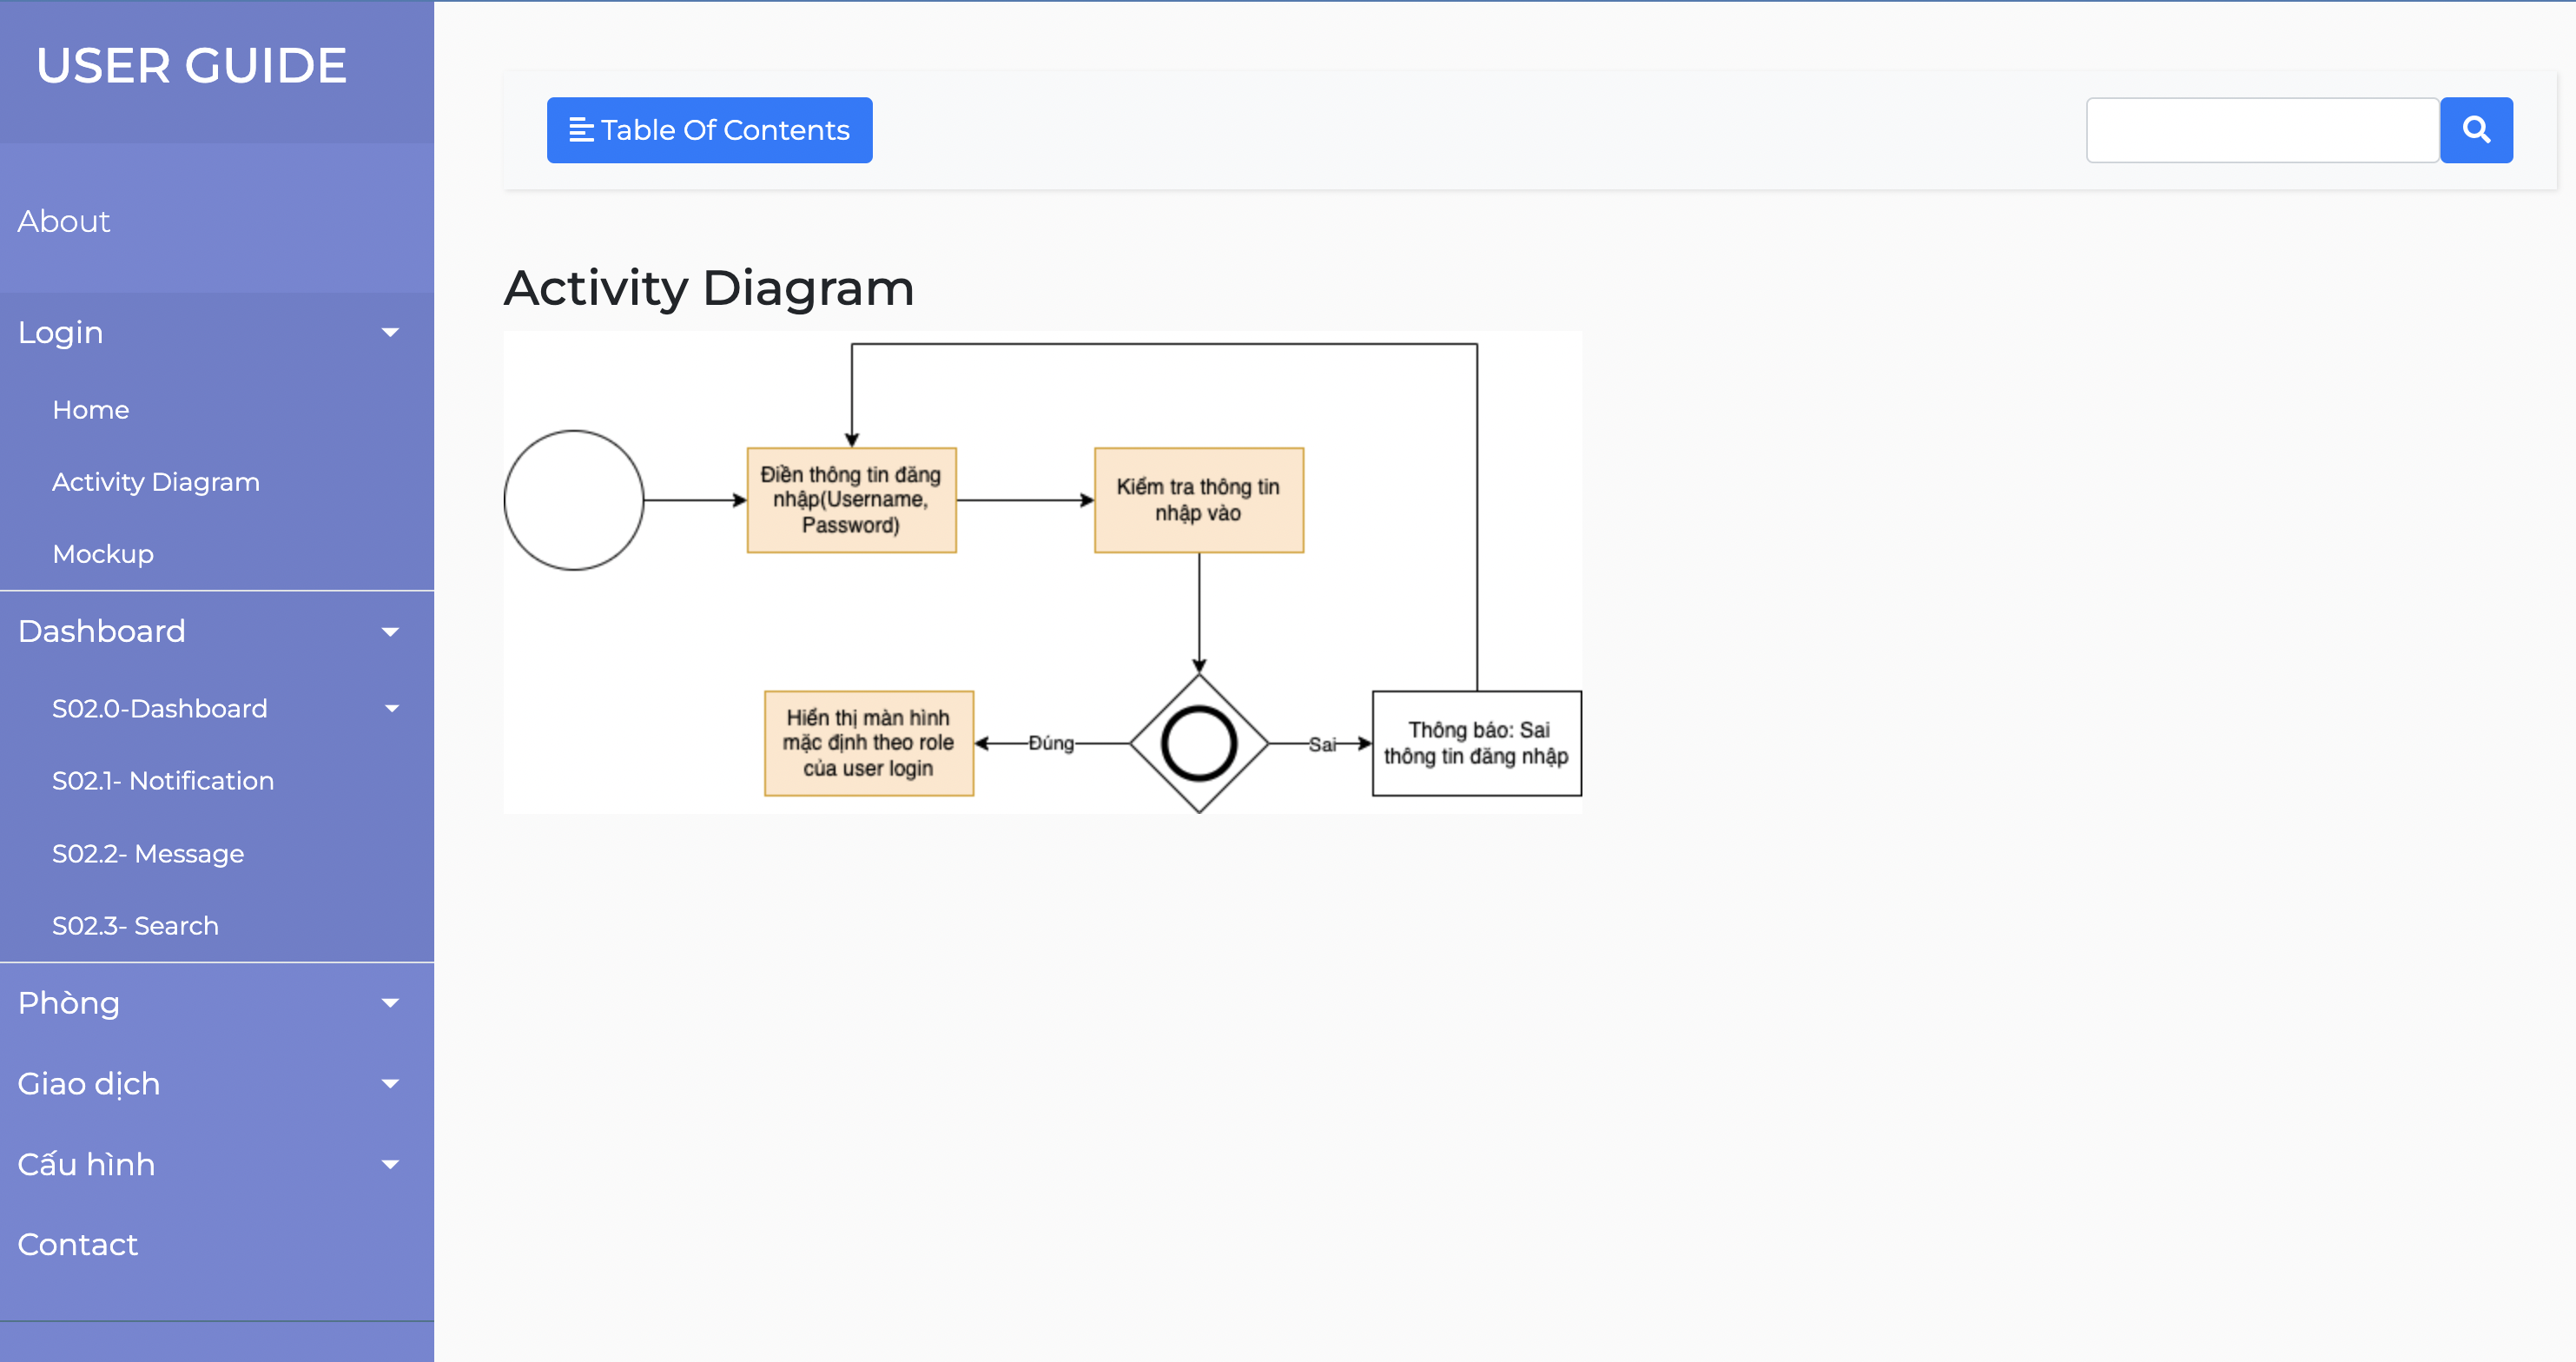 USER GUIDE
About
Login
Home
Activity Diagram
Mockup
Dashboard
S02.0-Dashboard
S02.1- Notification
S02.2- Message
S02.3- Search
Phòng
Giao dịch
Cấu hình
Contact
Table Of Contents
Activity Diagram
Điền thông tin đăng
nhập(Username,
Password)
Kiểm tra thông tin
nhập vào
Hiển thị màn hình
mặc định theo role
của user login
Đúng
Sai
Thông báo: Sai
thông tin đăng nhập